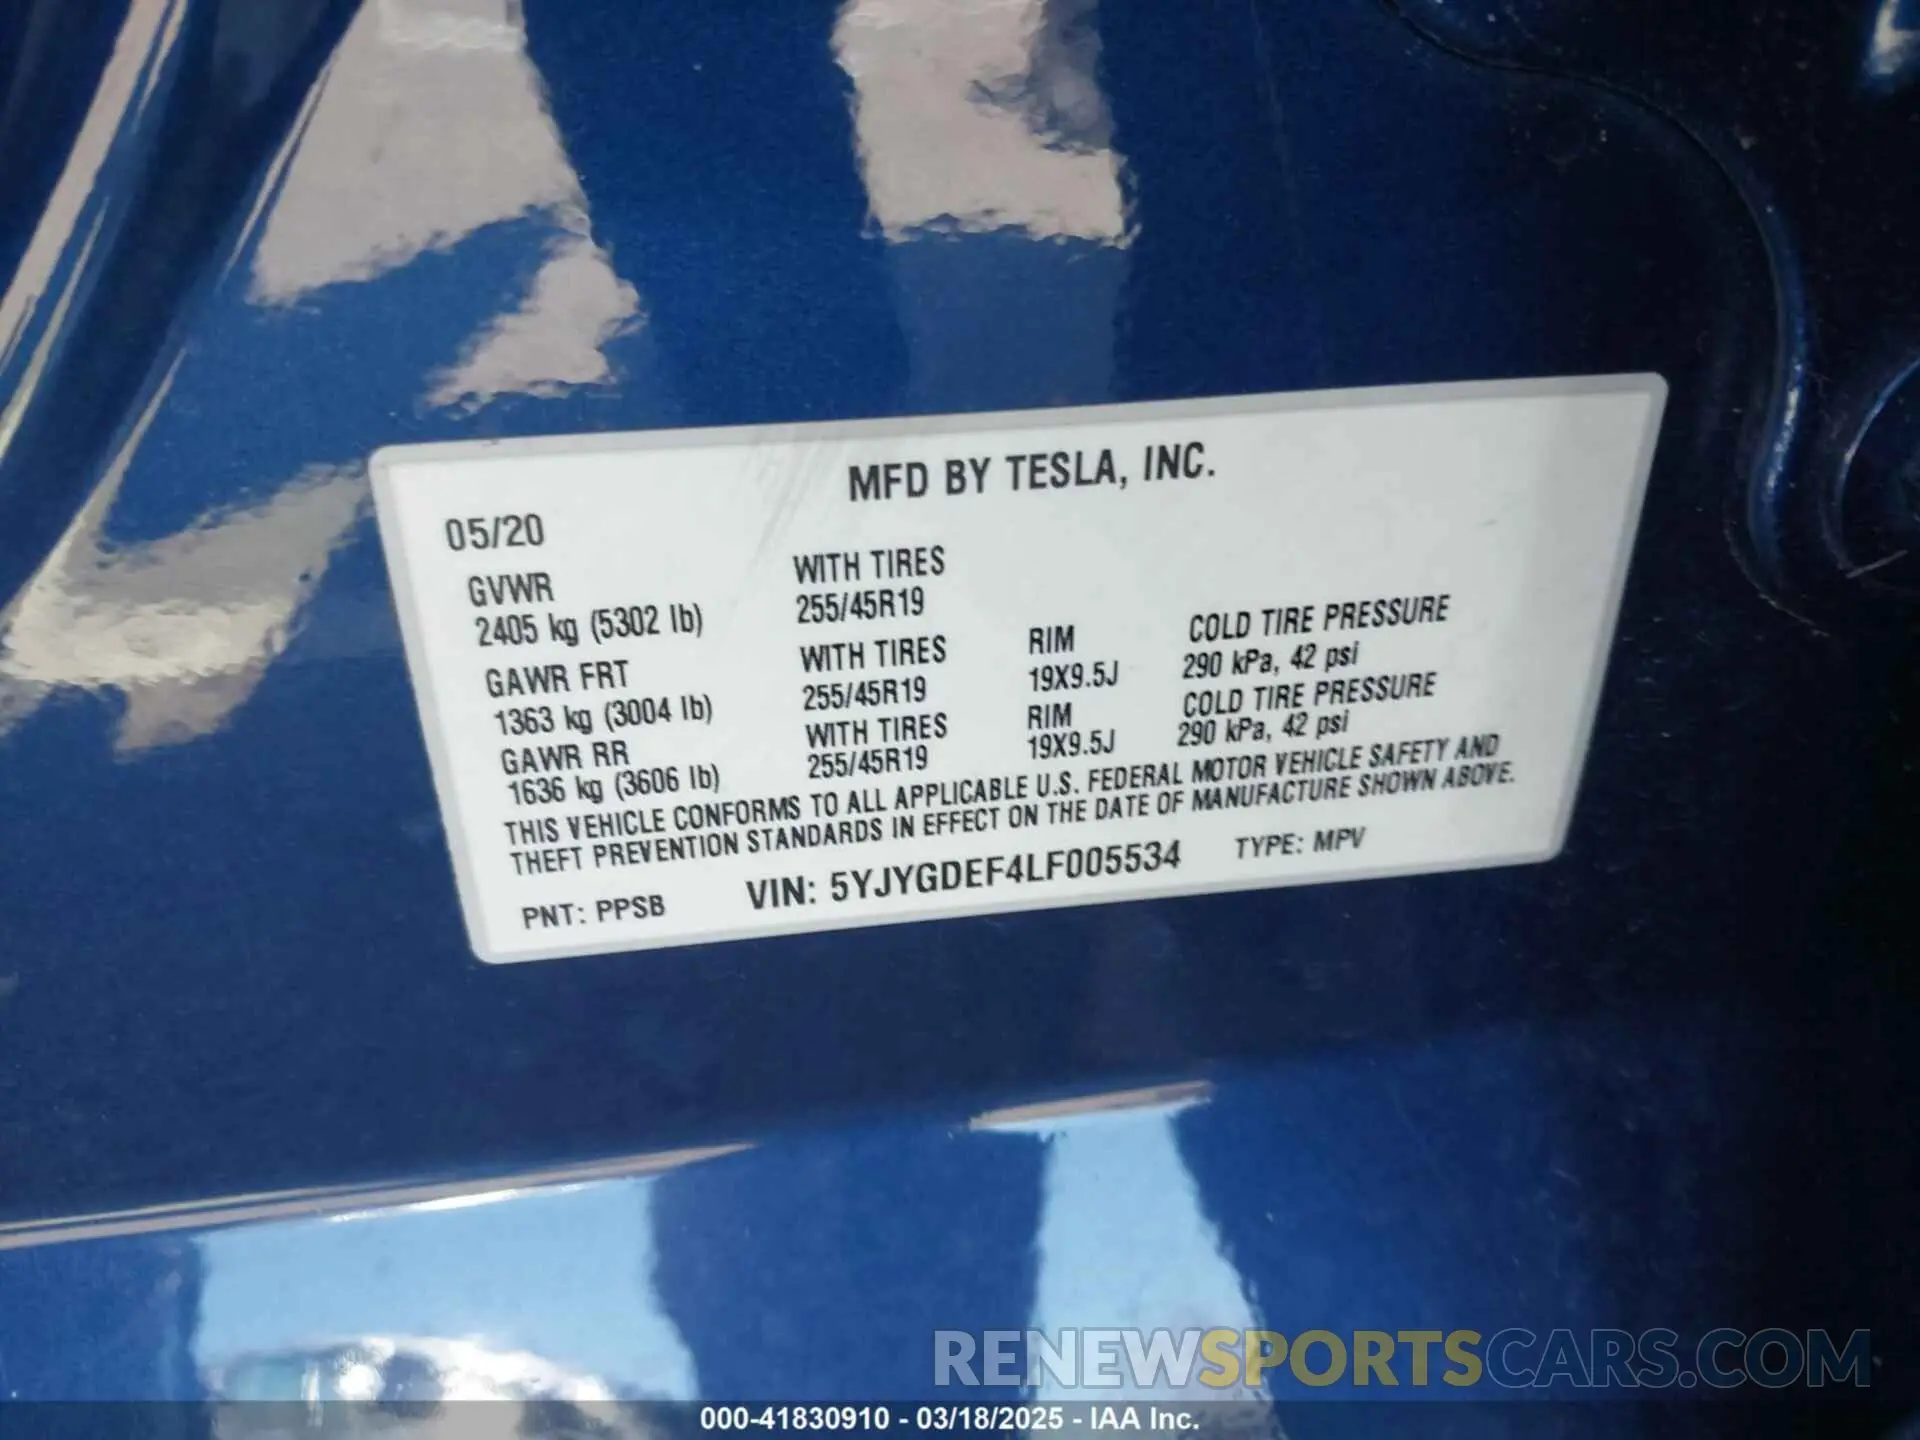 MFD BY TESLA, INC.
05/20
GVWR WITH TIRES
2405 kg (5302 lb) 255/45R19
GAWR FRT WITH TIRES RIM COLD TIRE PRESSURE
1363 kg (3004 lb) 255/45R19 19X9.5J 290 kPa, 42 psi
GAWR RR WITH TIRES RIM COLD TIRE PRESSURE
1636 kg (3606 lb) 255/45R19 19X9.5J 290 kPa, 42 psi
THIS VEHICLE CONFORMS TO ALL APPLICABLE U.S. FEDERAL MOTOR VEHICLE SAFETY AND
THEFT PREVENTION STANDARDS IN EFFECT ON THE DATE OF MANUFACTURE SHOWN ABOVE.
PNT: PPSB VIN: 5YJYGDEF4LF005534 TYPE: MPV
RENEWSPORTSCARS.COM
000-41830910 - 03/18/2025 - IAA Inc.